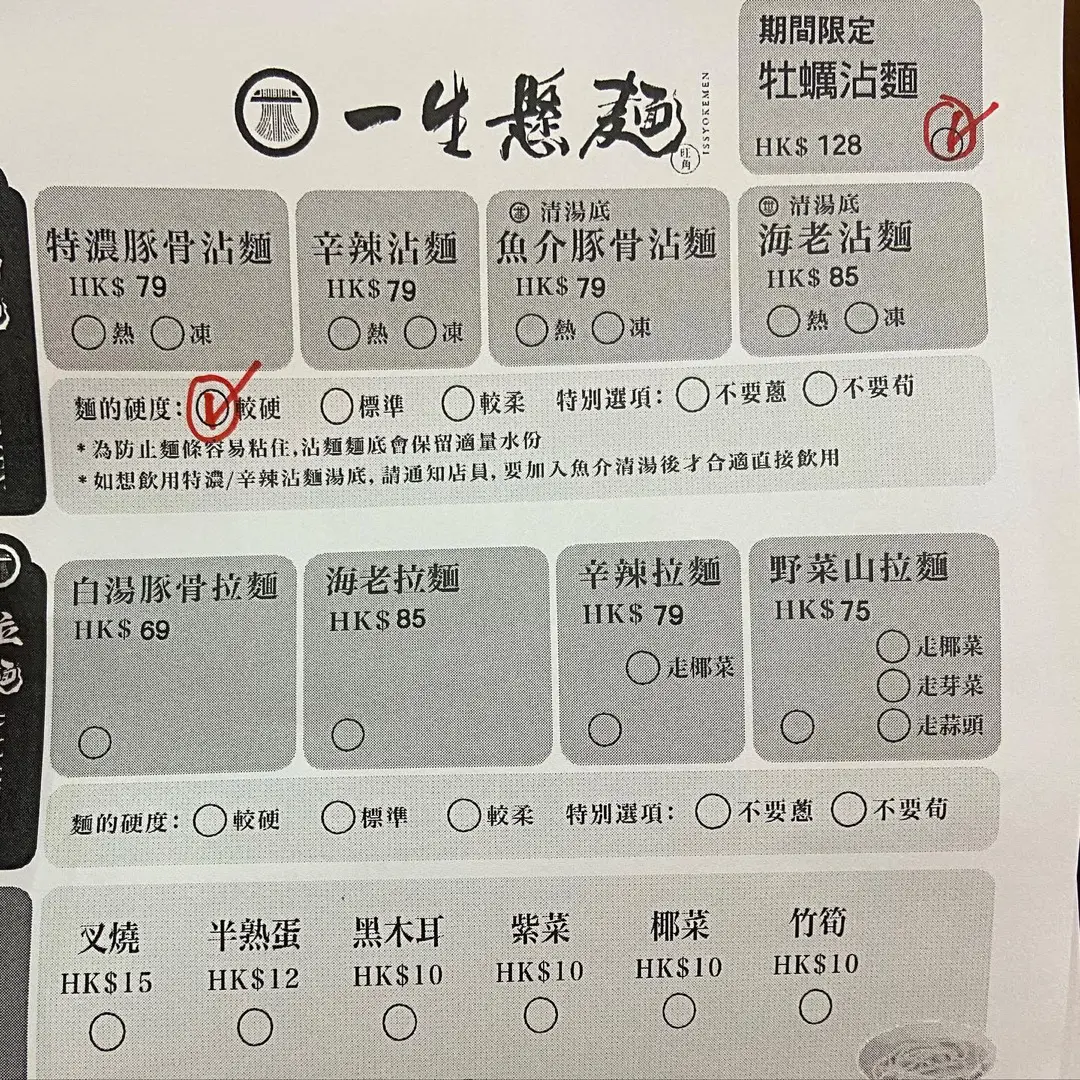 期間限定
牡蠣沾麵
HK$ 128
一生懸麵
ISSYOKEMEN
旺角
特濃豚骨沾麵
HK$ 79
熱 凍
辛辣沾麵
HK$ 79
熱 凍
清湯底
魚介豚骨沾麵
HK$ 79
熱 凍
清湯底
海老沾麵
HK$ 85
熱 凍
麵的硬度: 較硬 標準 較柔 特別選項: 不要蔥 不要荀
*為防止麵條容易粘住,沾麵麵底會保留適量水份
*如想飲用特濃/辛辣沾麵湯底,請通知店員,要加入魚介清湯後才合適直接飲用
拉
麵
白湯豚骨拉麵
HK$ 69
海老拉麵
HK$ 85
辛辣拉麵
HK$ 79
走椰菜
野菜山拉麵
HK$ 75
走椰菜
走芽菜
走蒜頭
麵的硬度: 較硬 標準 較柔 特別選項: 不要蔥 不要荀
叉燒 半熟蛋 黑木耳 紫菜 椰菜 竹筍
HK$15 HK$12 HK$10 HK$10 HK$10 HK$10